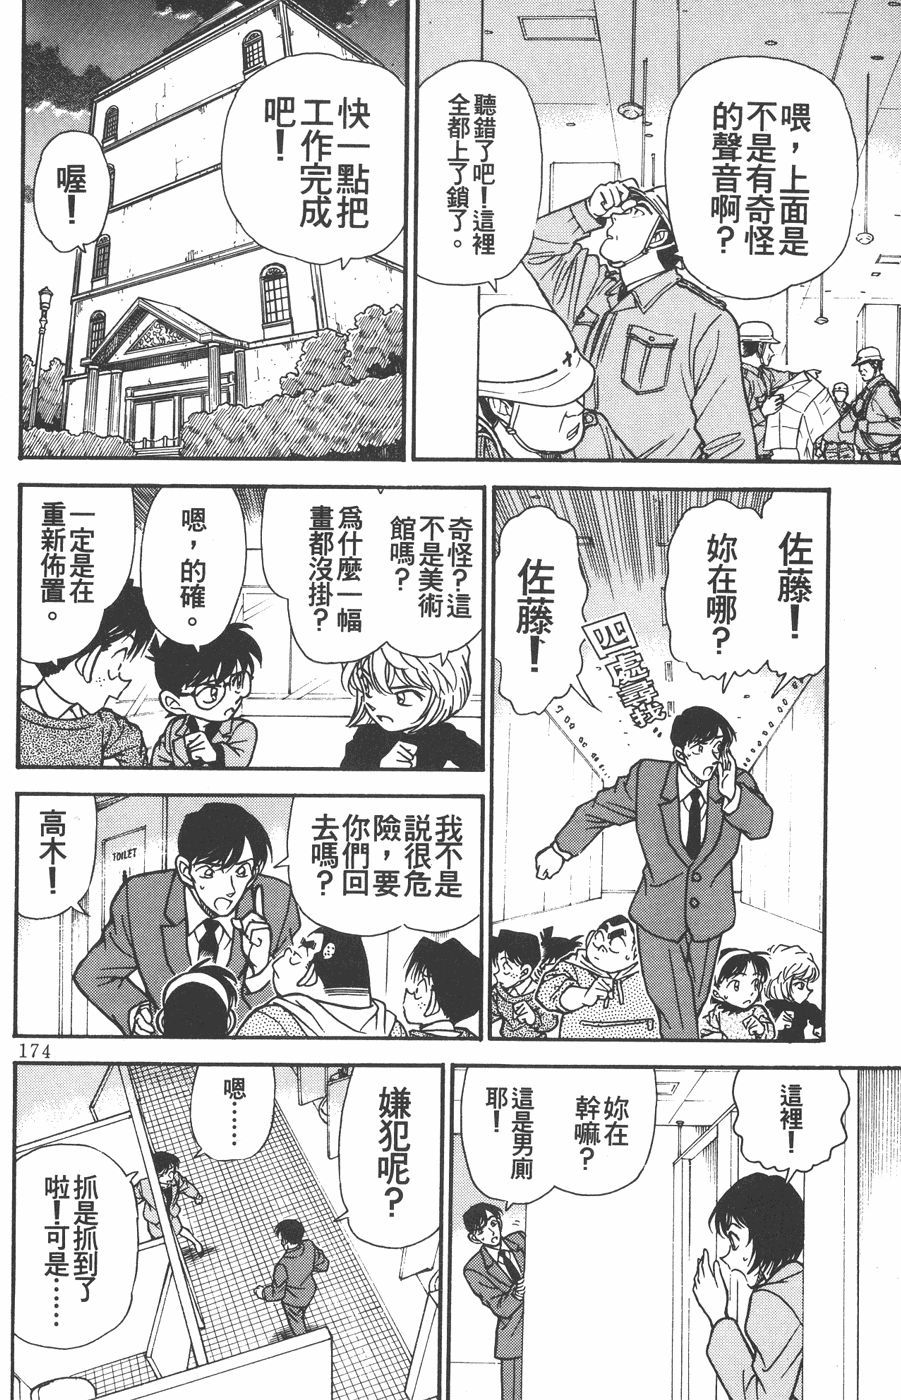 喂，上面是
不是有奇怪
的聲音啊？
聽錯了吧！這裡
全都上了鎖了。
快一點把
工作完成
吧！
喔！
佐藤！
妳在哪？
佐藤！
四處尋找
奇怪？這
不是美術
館嗎？
為什麼一幅
畫都沒掛？
嗯，的確。
一定是在
重新佈置。
我不是
說很危
險，要
你們回
去嗎？
TOILET
高木！
174
這裡！
妳在
幹嘛？
這是男廁
耶！
嫌犯呢？
嗯……
抓是抓到了
啦！可是……